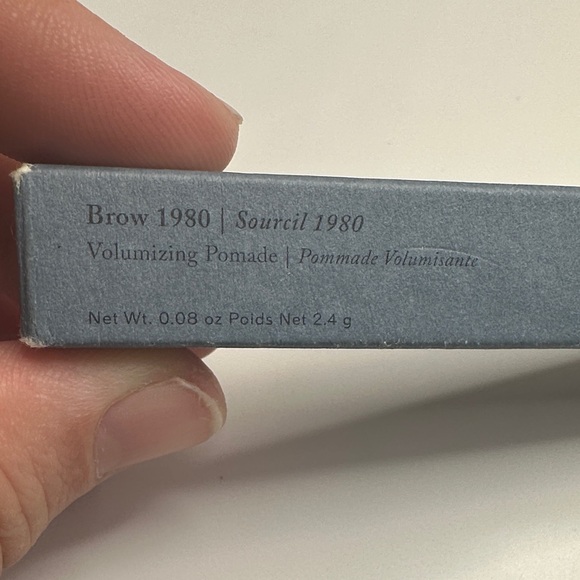 Brow 1980 | Sourcil 1980
Volumizing Pomade | Pommade Volumisante
Net Wt. 0.08 oz Poids Net 2.4 g